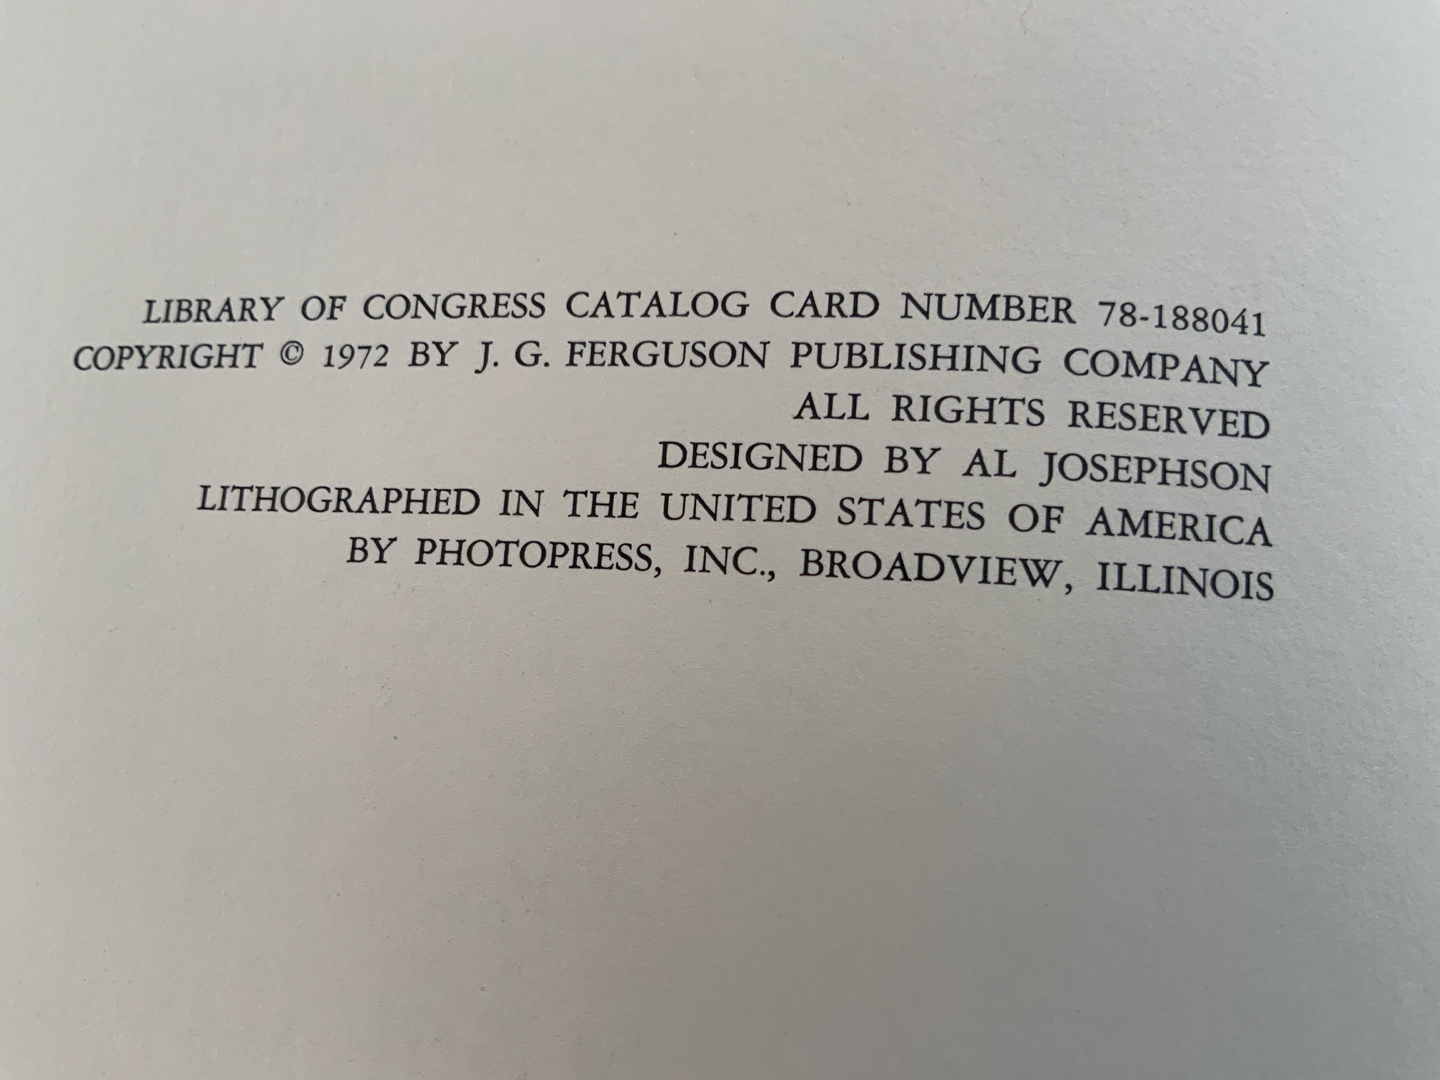 LIBRARY OF CONGRESS CATALOG CARD NUMBER 78-188041
COPYRIGHT © 1972 BY J. G. FERGUSON PUBLISHING COMPANY
ALL RIGHTS RESERVED
DESIGNED BY AL JOSEPHSON
LITHOGRAPHED IN THE UNITED STATES OF AMERICA
BY PHOTOPRESS, INC., BROADVIEW, ILLINOIS